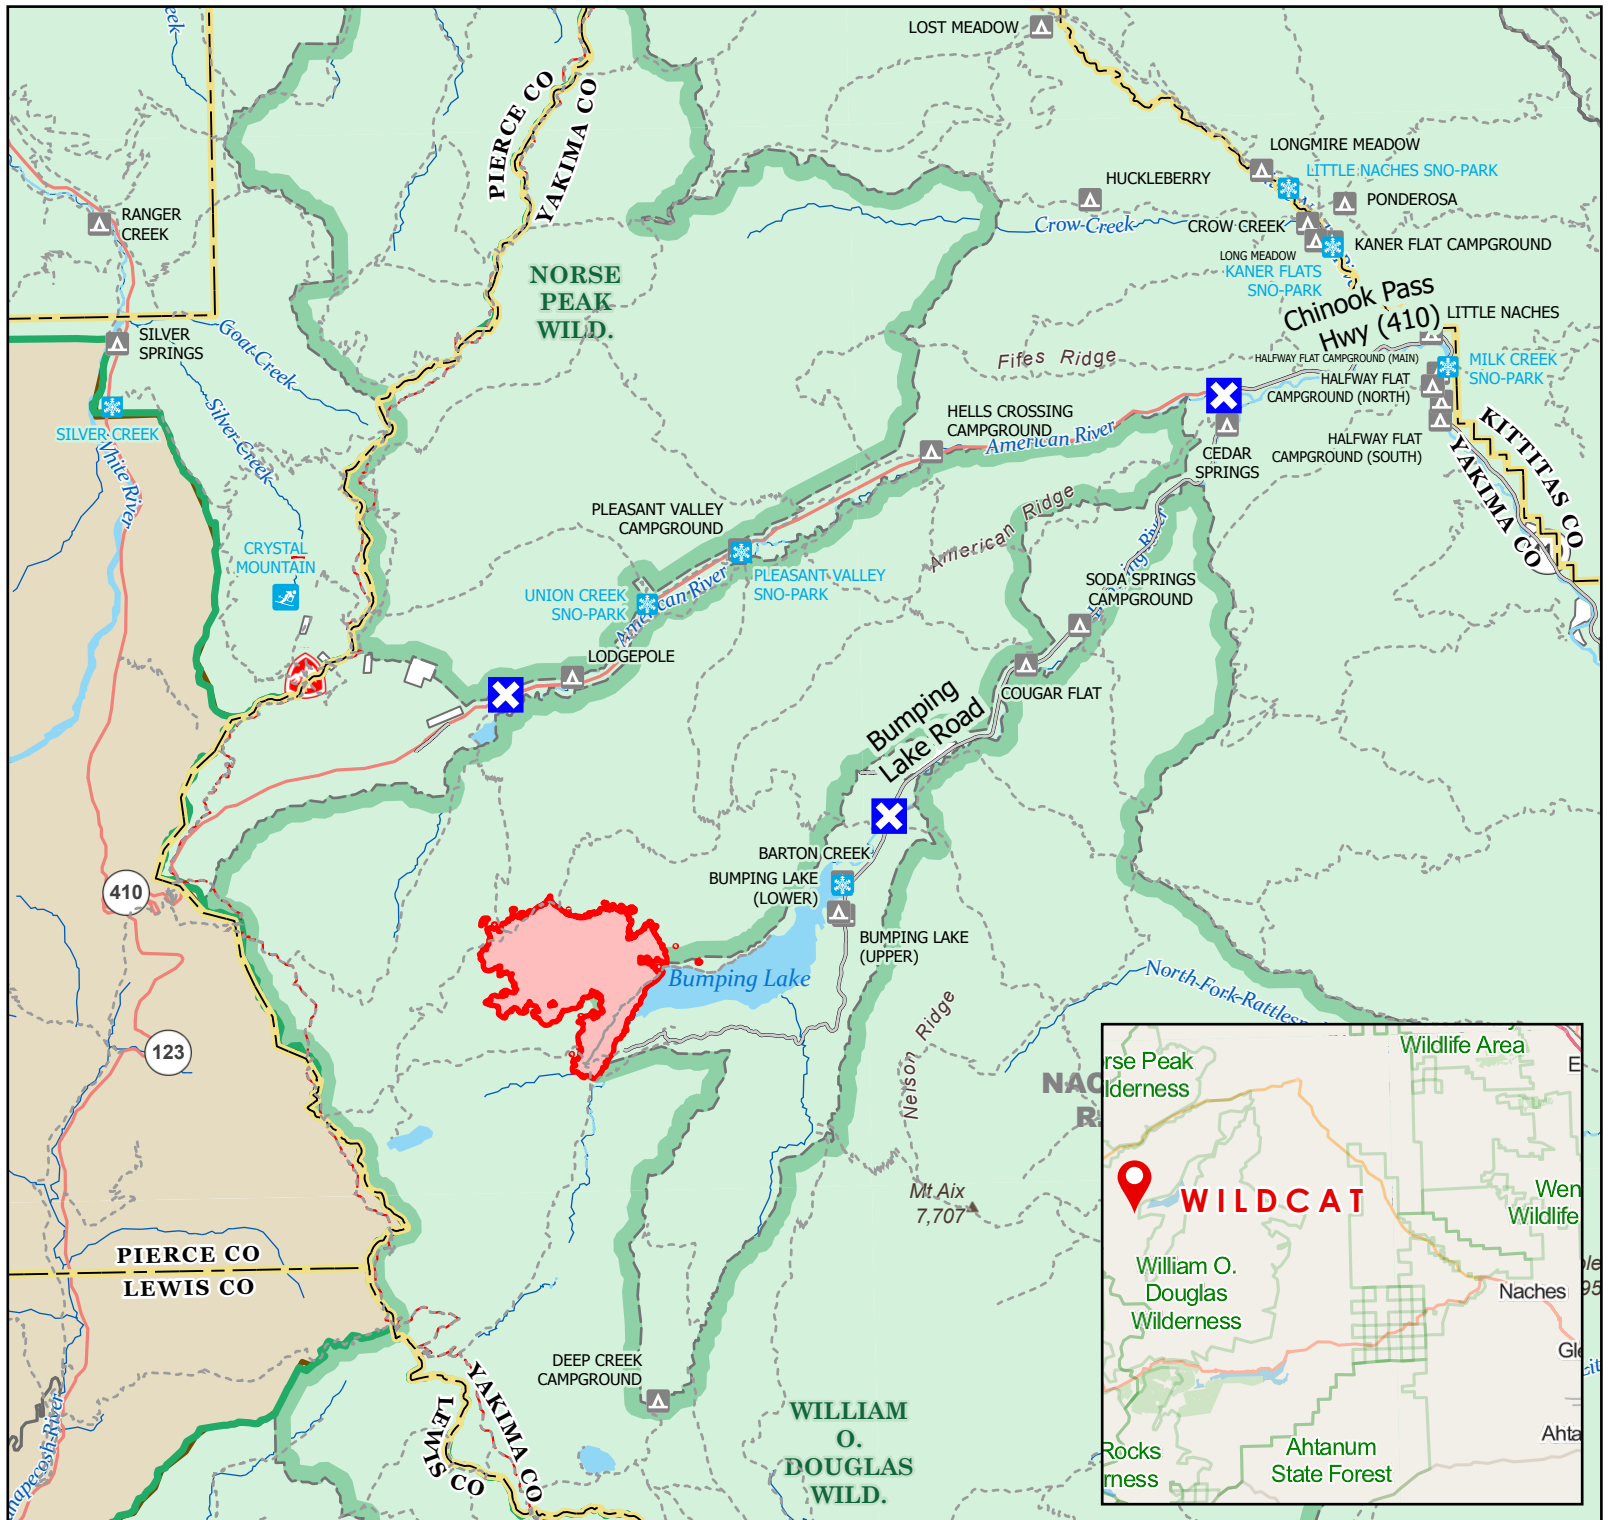 LOST MEADOW
PIERCE CO
YAKIMA CO
LONGMIRE MEADOW
LITTLE NACHES SNO-PARK
HUCKLEBERRY
PONDEROSA
RANGER
CREEK
Crow-Creek
CROW CREEK
KANER FLAT CAMPGROUND
LONG MEADOW
KANER FLATS
SNO-PARK
NORSE
PEAK
WILD.
Chinook Pass
Hwy (410)
LITTLE NACHES
SILVER
SPRINGS
Goat-Creek
Fifes Ridge
HALFWAY FLAT CAMPGROUND (MAIN)
MILK CREEK
SNO-PARK
HALFWAY FLAT
CAMPGROUND (NORTH)
Silver-Creek
SILVER CREEK
White River
HELLS CROSSING
CAMPGROUND
American River
CEDAR
SPRINGS
HALFWAY FLAT
CAMPGROUND (SOUTH)
KITTITAS CO
YAKIMA CO
PLEASANT VALLEY
CAMPGROUND
American Ridge
CRYSTAL
MOUNTAIN
UNION CREEK
SNO-PARK
PLEASANT VALLEY
SNO-PARK
American River
SODA SPRINGS
CAMPGROUND
LODGEPOLE
COUGAR FLAT
Bumping
Lake Road
BARTON CREEK
BUMPING LAKE
(LOWER)
410
BUMPING LAKE
(UPPER)
Bumping Lake
North-Fork-Rattles
Nelson Ridge
123
Mt Aix
7,707
PIERCE CO
LEWIS CO
DEEP CREEK
CAMPGROUND
YAKIMA CO
LEWIS CO
WILLIAM
O.
DOUGLAS
WILD.
napecosh-River
rse Peak
lderness
Wildlife Area
E
WILDCAT
Wen
Wildlife
William O.
Douglas
Wilderness
Naches
Gle
Ahtanum
State Forest
Ahta
Rocks
rness